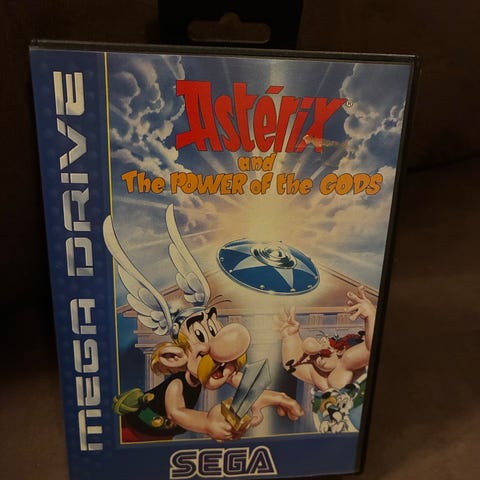 MEGA DRIVE
Astérix®
and
The POWER of the GODS
SEGA